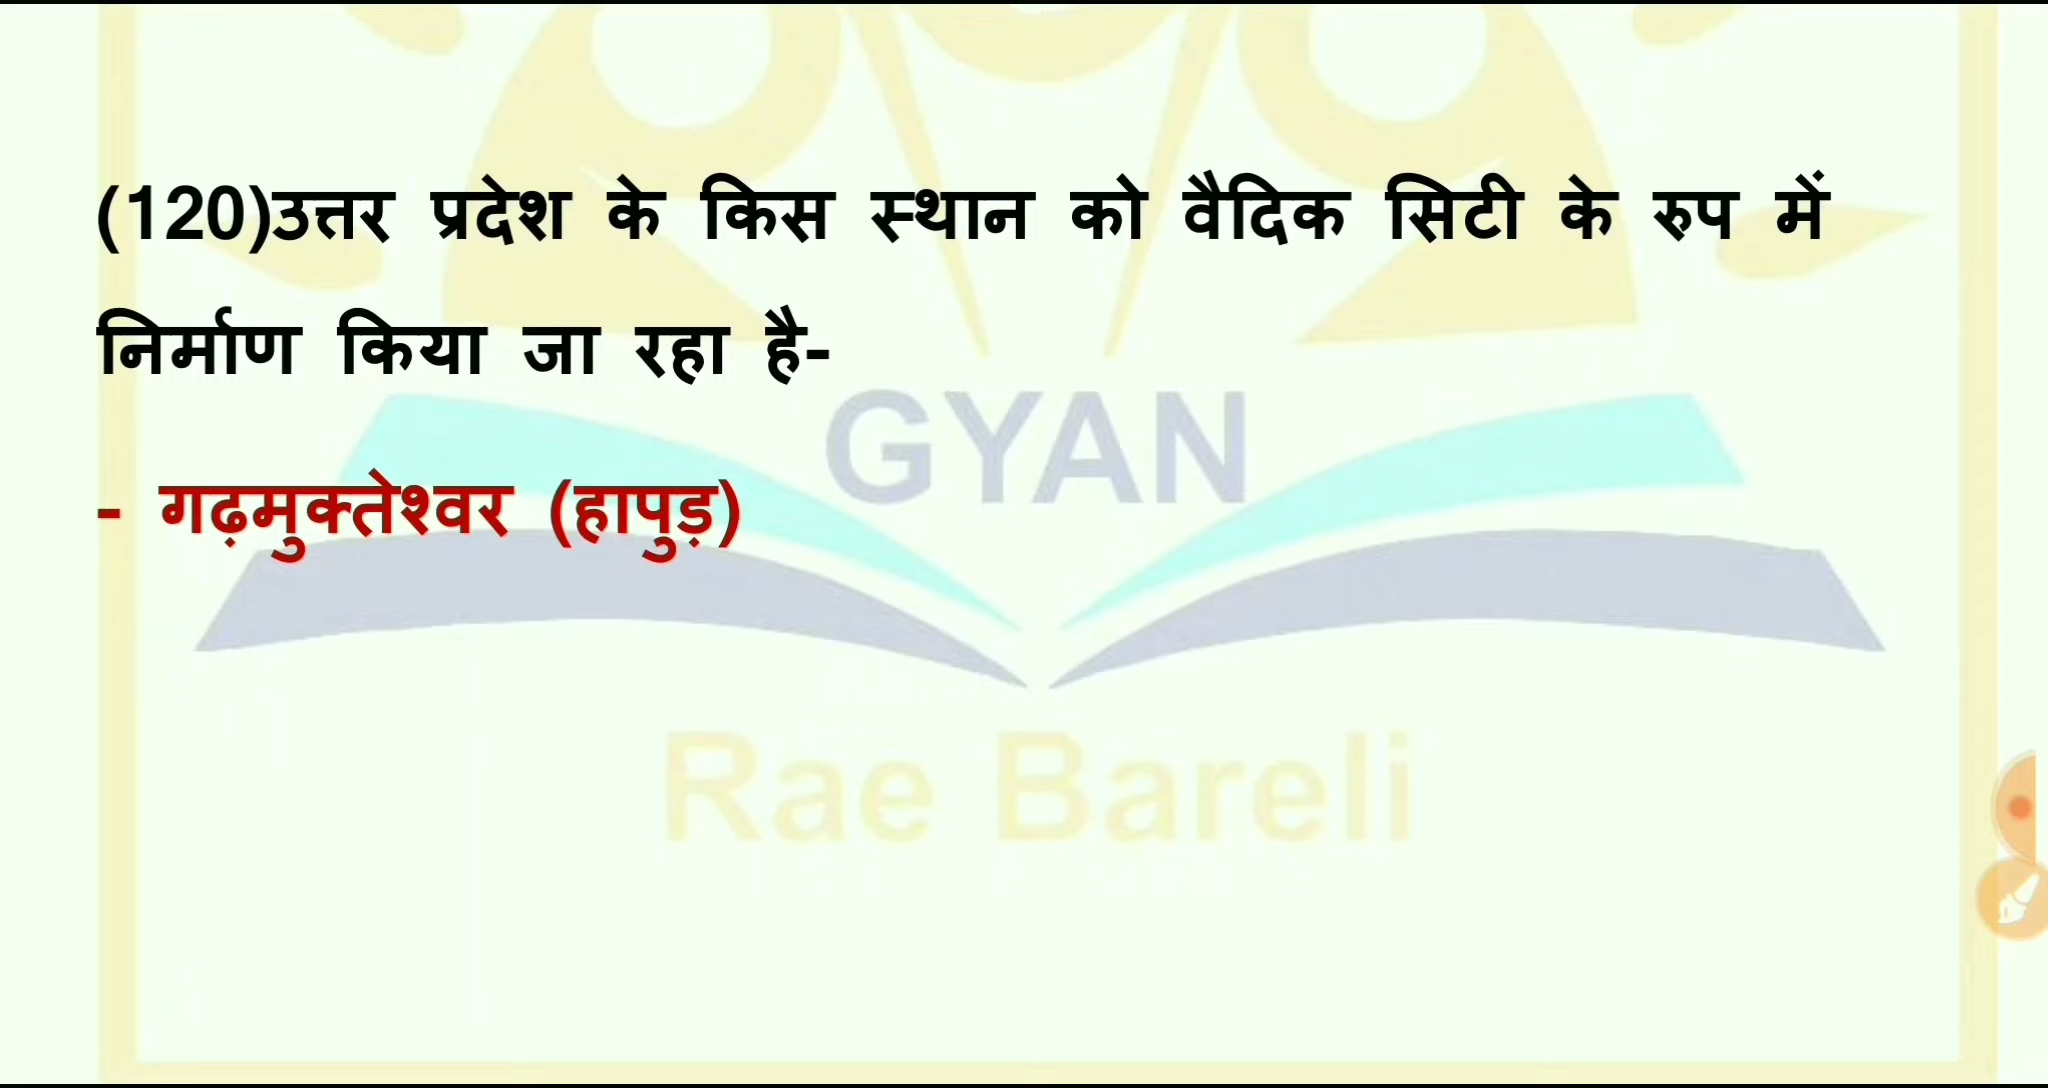 (120)उत्तर प्रदेश के किस स्थान को वैदिक सिटी के रुप में
निर्माण किया जा रहा है-
GYAN
- गढ़मुक्तेश्वर (हापुड़)
Rae Bareli